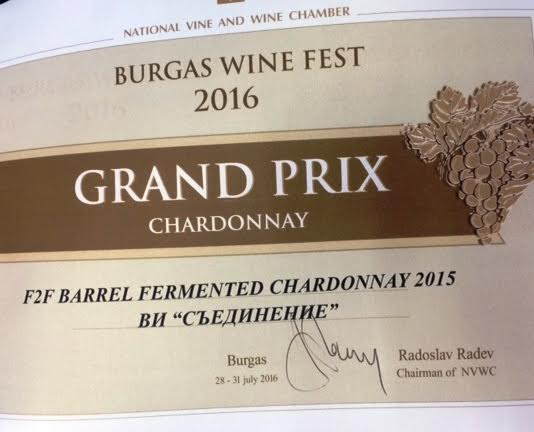 NATIONAL VINE AND WINE CHAMBER
BURGAS WINE FEST
2016
GRAND PRIX
CHARDONNAY
F2F BARREL FERMENTED CHARDONNAY 2015
ВИ “СЪЕДИНЕНИЕ”
Burgas
28 - 31 july 2016
Radoslav Radev
Chairman of NVWC